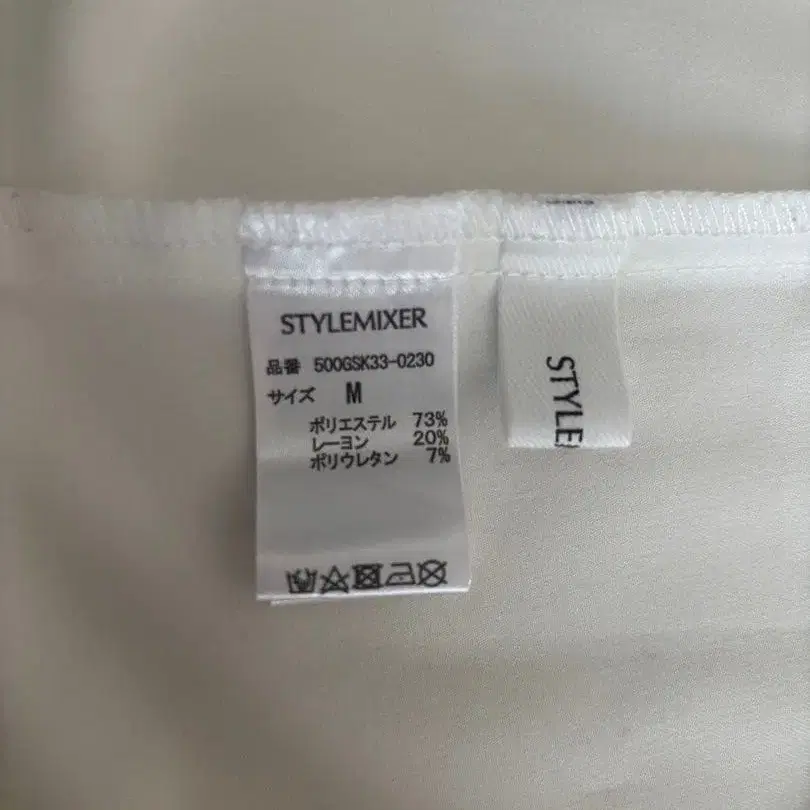 STYLEMIXER
品番 500GSK33-0230
サイズ M
ポリエステル 73%
レーヨン 20%
ポリウレタン 7%
STYLE